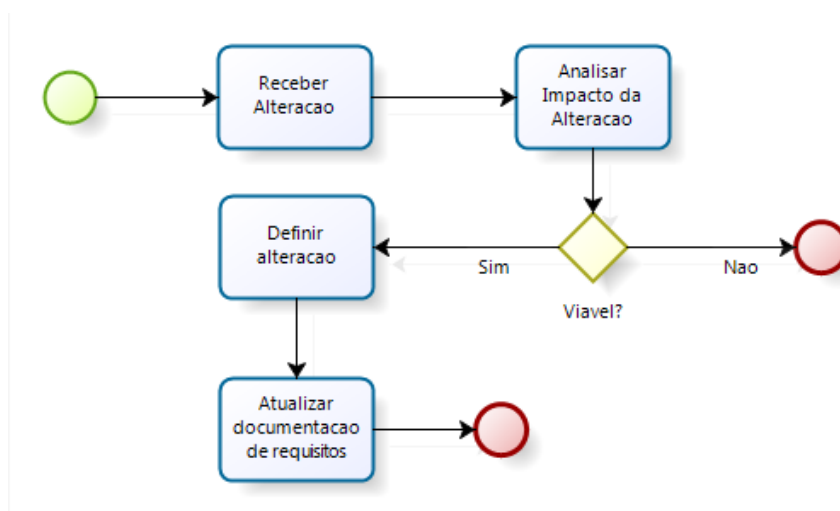 Receber
Alteracao
Analisar
Impacto da
Alteracao
Definir
alteracao
Sim
Nao
Viavel?
Atualizar
documentacao
de requisitos